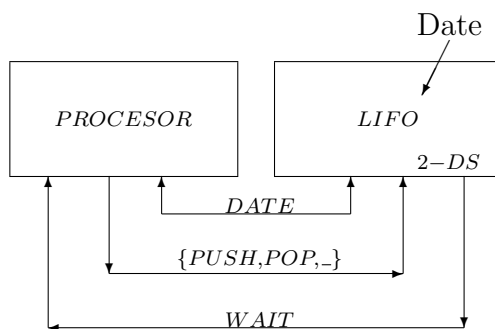 Date
PROCESOR
LIFO
2-DS
DATE
{PUSH,POP,_}
WAIT